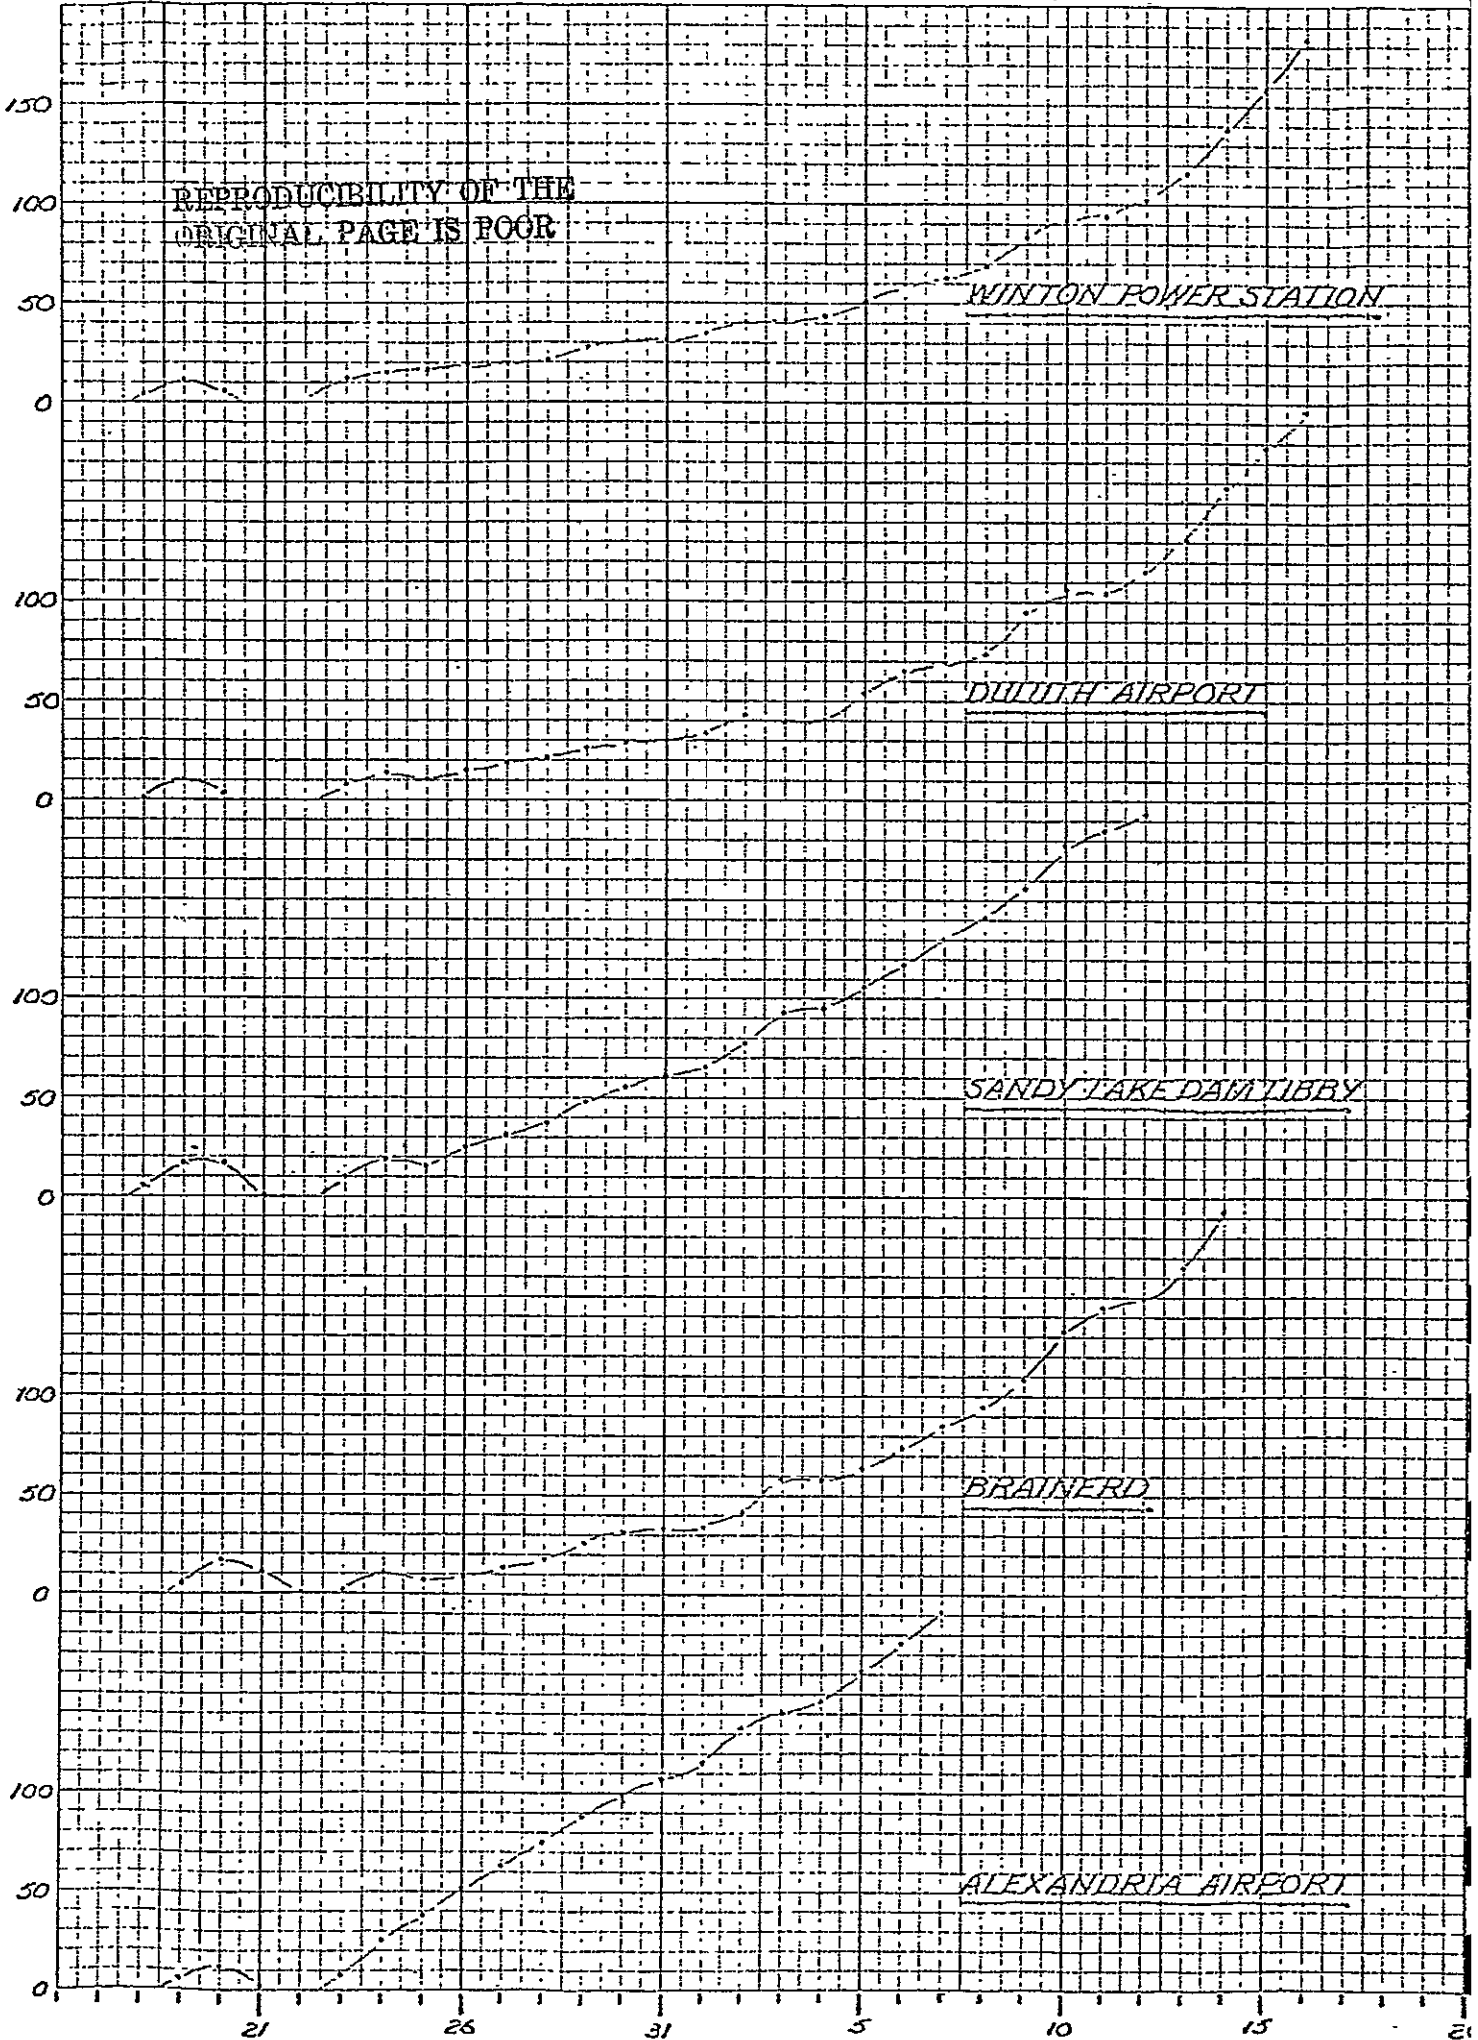 150
REPRODUCIBILITY OF THE
100
ORIGINAL PAGE IS POOR
50
WINTON POWER STATION
0
100
50
DULUTH AIRPORT
0
100
50
SANDY LAKE DAM LIBBY
0
100
50
BRAINERD
0
100
50
ALEXANDRIA AIRPORT
0
21 26 31 5 10 15